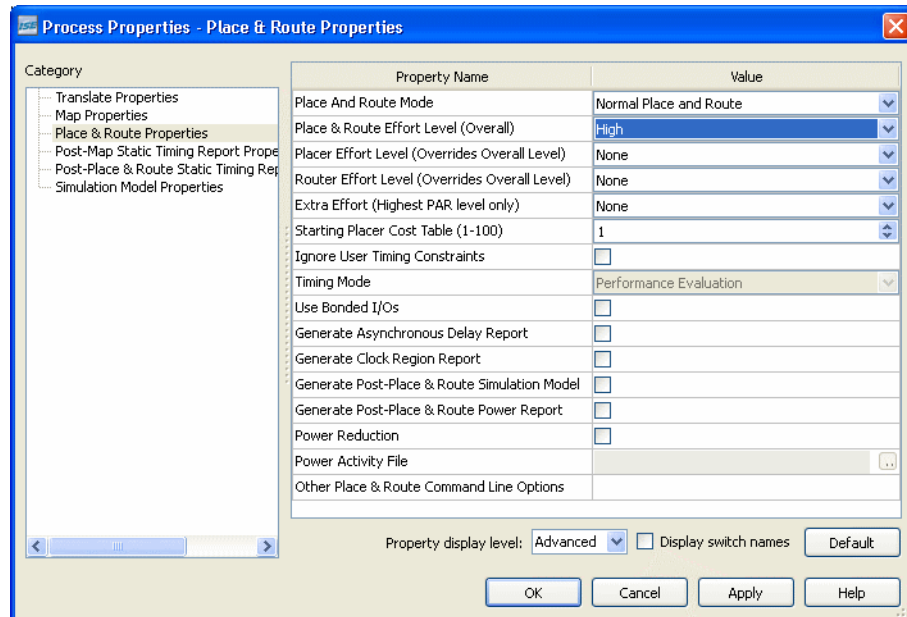 ISE Process Properties - Place & Route Properties
Category
Translate Properties
Map Properties
Place & Route Properties
Post-Map Static Timing Report Prope
Post-Place & Route Static Timing Rep
Simulation Model Properties
Property Name Value
Place And Route Mode Normal Place and Route
Place & Route Effort Level (Overall) High
Placer Effort Level (Overrides Overall Level) None
Router Effort Level (Overrides Overall Level) None
Extra Effort (Highest PAR level only) None
Starting Placer Cost Table (1-100) 1
Ignore User Timing Constraints
Timing Mode Performance Evaluation
Use Bonded I/Os
Generate Asynchronous Delay Report
Generate Clock Region Report
Generate Post-Place & Route Simulation Model
Generate Post-Place & Route Power Report
Power Reduction
Power Activity File ..
Other Place & Route Command Line Options
Property display level: Advanced Display switch names Default
OK Cancel Apply Help